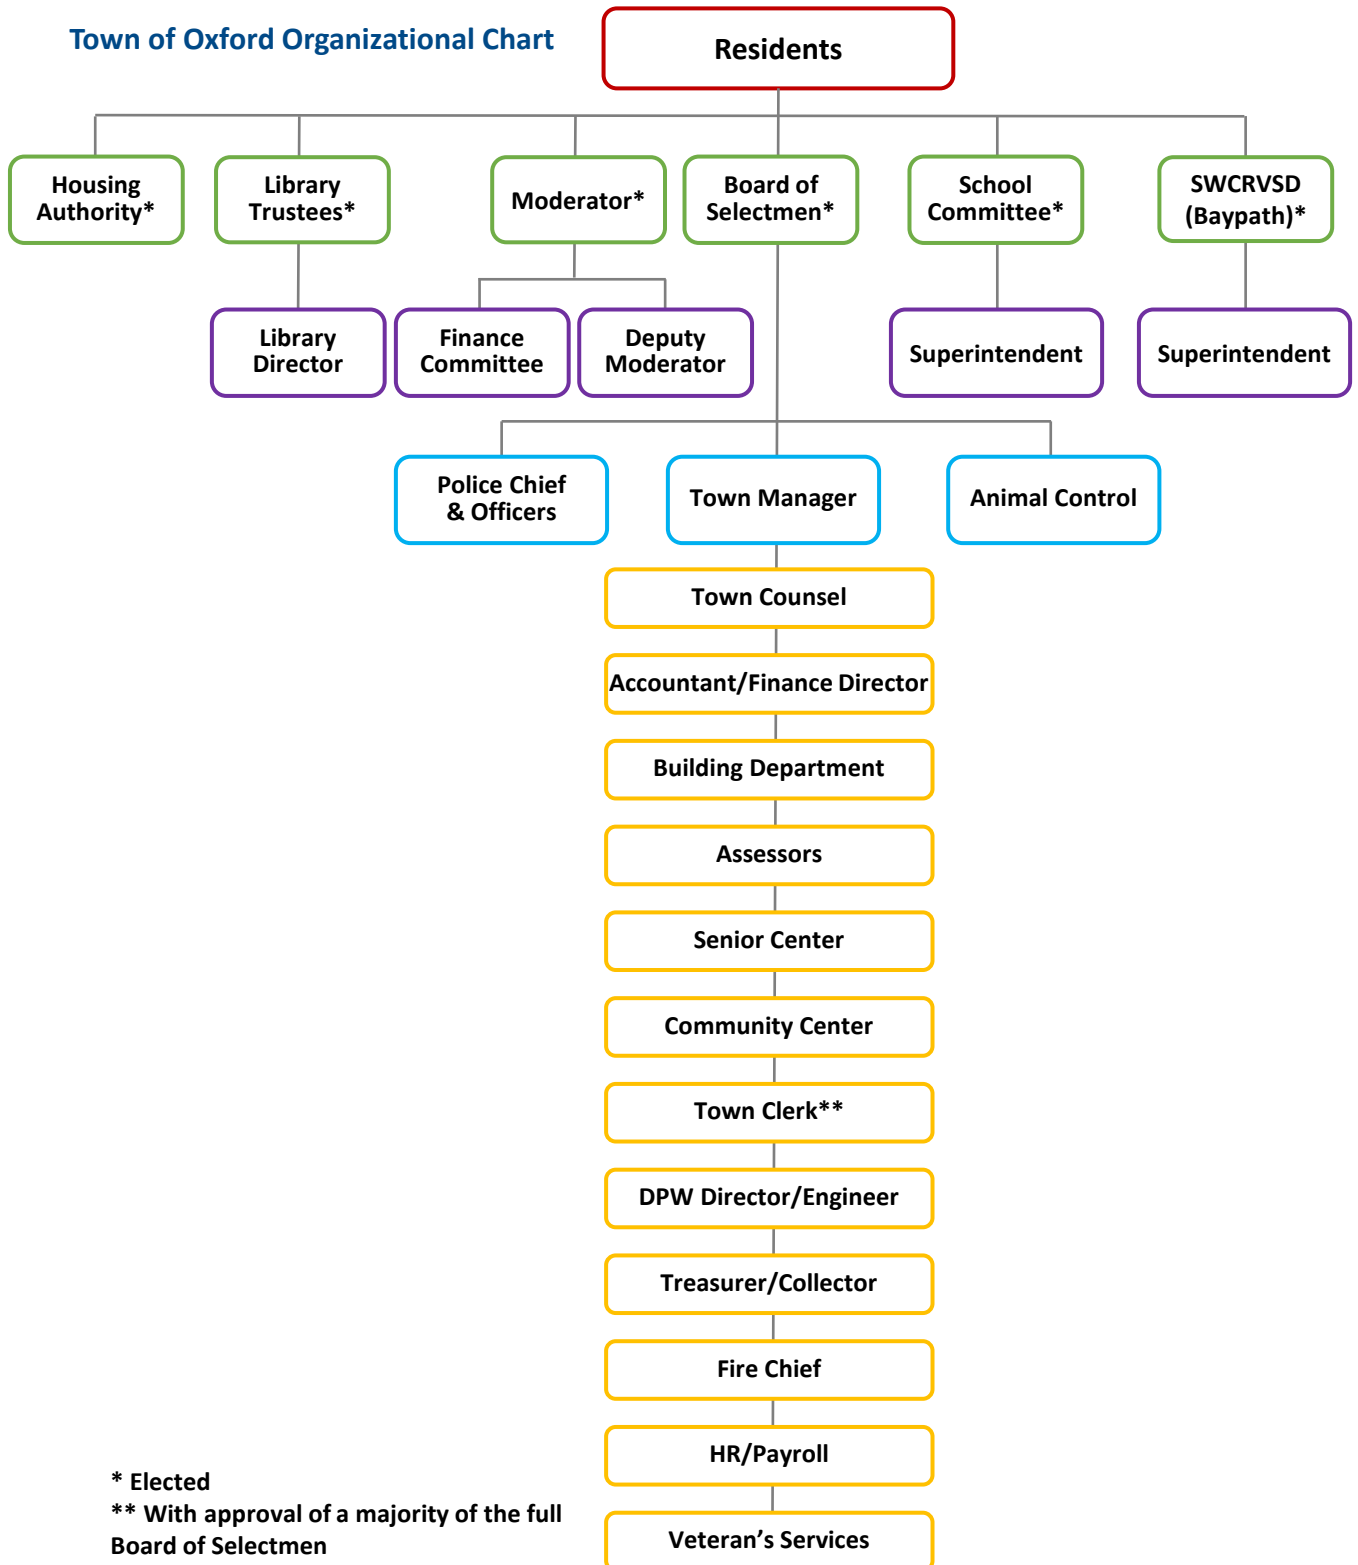 Town of Oxford Organizational Chart
Residents
Housing
Authority*
Library
Trustees*
Moderator*
Board of
Selectmen*
School
Committee*
SWCRVSD
(Baypath)*
Library
Director
Finance
Committee
Deputy
Moderator
Superintendent
Superintendent
Police Chief
& Officers
Town Manager
Animal Control
Town Counsel
Accountant/Finance Director
Building Department
Assessors
Senior Center
Community Center
Town Clerk**
DPW Director/Engineer
Treasurer/Collector
Fire Chief
HR/Payroll
Veteran’s Services
* Elected
** With approval of a majority of the full
Board of Selectmen